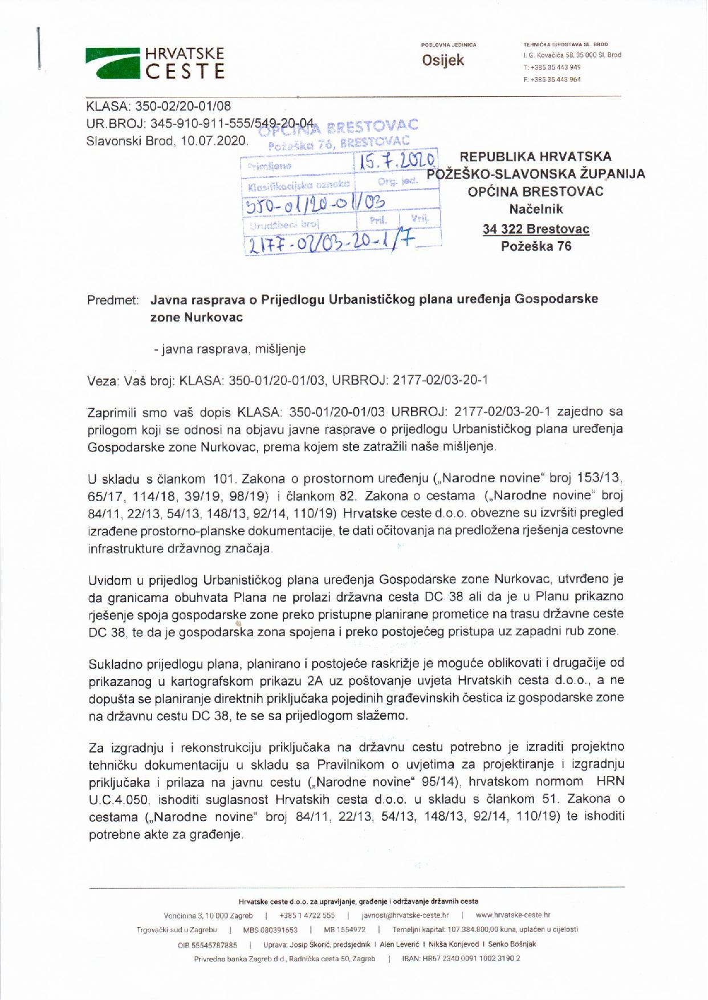 HRVATSKE
CESTE
POSLOVNA JEDINICA
Osijek
TEHNIČKA ISPOSTAVA SL. BROD
I. G. Kovačića 58, 35 000 Sl. Brod
T: +385 35 443 949
F: +385 35 443 964
KLASA: 350-02/20-01/08
UR.BROJ: 345-910-911-555/549-20-04
Slavonski Brod, 10.07.2020.
OPĆINA BRESTOVAC
Požeška 76, BRESTOVAC
Primljeno 15.7.2020.
Klasifikacijska oznaka Org. jed.
350-01/20-01/03
Urudžbeni broj Pril. Vrij.
2177-02/03-20-1/7
REPUBLIKA HRVATSKA
POŽEŠKO-SLAVONSKA ŽUPANIJA
OPĆINA BRESTOVAC
Načelnik
34 322 Brestovac
Požeška 76
Predmet: Javna rasprava o Prijedlogu Urbanističkog plana uređenja Gospodarske
zone Nurkovac
- javna rasprava, mišljenje
Veza: Vaš broj: KLASA: 350-01/20-01/03, URBROJ: 2177-02/03-20-1
Zaprimili smo vaš dopis KLASA: 350-01/20-01/03 URBROJ: 2177-02/03-20-1 zajedno sa
prilogom koji se odnosi na objavu javne rasprave o prijedlogu Urbanističkog plana uređenja
Gospodarske zone Nurkovac, prema kojem ste zatražili naše mišljenje.
U skladu s člankom 101. Zakona o prostornom uređenju („Narodne novine“ broj 153/13,
65/17, 114/18, 39/19, 98/19) i člankom 82. Zakona o cestama („Narodne novine“ broj
84/11, 22/13, 54/13, 148/13, 92/14, 110/19) Hrvatske ceste d.o.o. obvezne su izvršiti pregled
izrađene prostorno-planske dokumentacije, te dati očitovanja na predložena rješenja cestovne
infrastrukture državnog značaja.
Uvidom u prijedlog Urbanističkog plana uređenja Gospodarske zone Nurkovac, utvrđeno je
da granicama obuhvata Plana ne prolazi državna cesta DC 38 ali da je u Planu prikazno
rješenje spoja gospodarske zone preko pristupne planirane prometice na trasu državne ceste
DC 38, te da je gospodarska zona spojena i preko postojećeg pristupa uz zapadni rub zone.
Sukladno prijedlogu plana, planirano i postojeće raskrižje je moguće oblikovati i drugačije od
prikazanog u kartografskom prikazu 2A uz poštovanje uvjeta Hrvatskih cesta d.o.o., a ne
dopušta se planiranje direktnih priključaka pojedinih građevinskih čestica iz gospodarske zone
na državnu cestu DC 38, te se sa prijedlogom slažemo.
Za izgradnju i rekonstrukciju priključaka na državnu cestu potrebno je izraditi projektno
tehničku dokumentaciju u skladu sa Pravilnikom o uvjetima za projektiranje i izgradnju
priključaka i prilaza na javnu cestu („Narodne novine“ 95/14), hrvatskom normom HRN
U.C.4.050, ishoditi suglasnost Hrvatskih cesta d.o.o. u skladu s člankom 51. Zakona o
cestama („Narodne novine“ broj 84/11, 22/13, 54/13, 148/13, 92/14, 110/19) te ishoditi
potrebne akte za građenje.
Hrvatske ceste d.o.o. za upravljanje, građenje i održavanje državnih cesta
Vončinina 3, 10 000 Zagreb | +385 1 4722 555 | javnost@hrvatske-ceste.hr | www.hrvatske-ceste.hr
Trgovački sud u Zagrebu | MBS 080391653 | MB 1554972 | Temeljni kapital: 107.384.800,00 kuna, uplaćen u cijelosti
OIB 55545787885 | Uprava: Josip Škorić, predsjednik I Alen Leverić I Nikša Konjevod I Senko Bošnjak
Privredna banka Zagreb d.d., Radnička cesta 50, Zagreb | IBAN: HR67 2340 0091 1002 3190 2